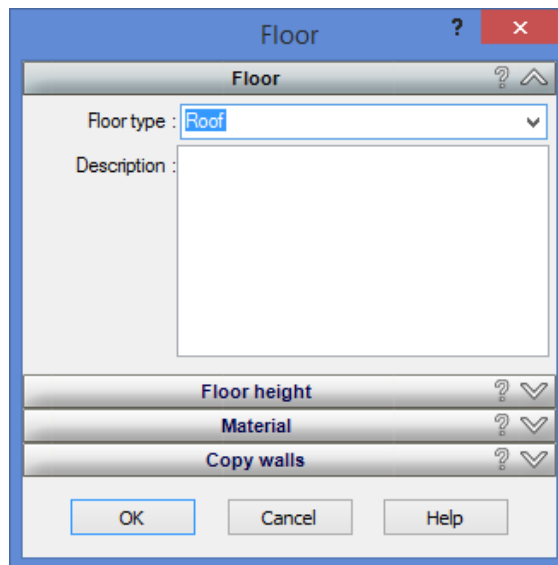 Floor ?
Floor ?
Floor type : Roof
Description :
Floor height ?
Material ?
Copy walls ?
OK Cancel Help